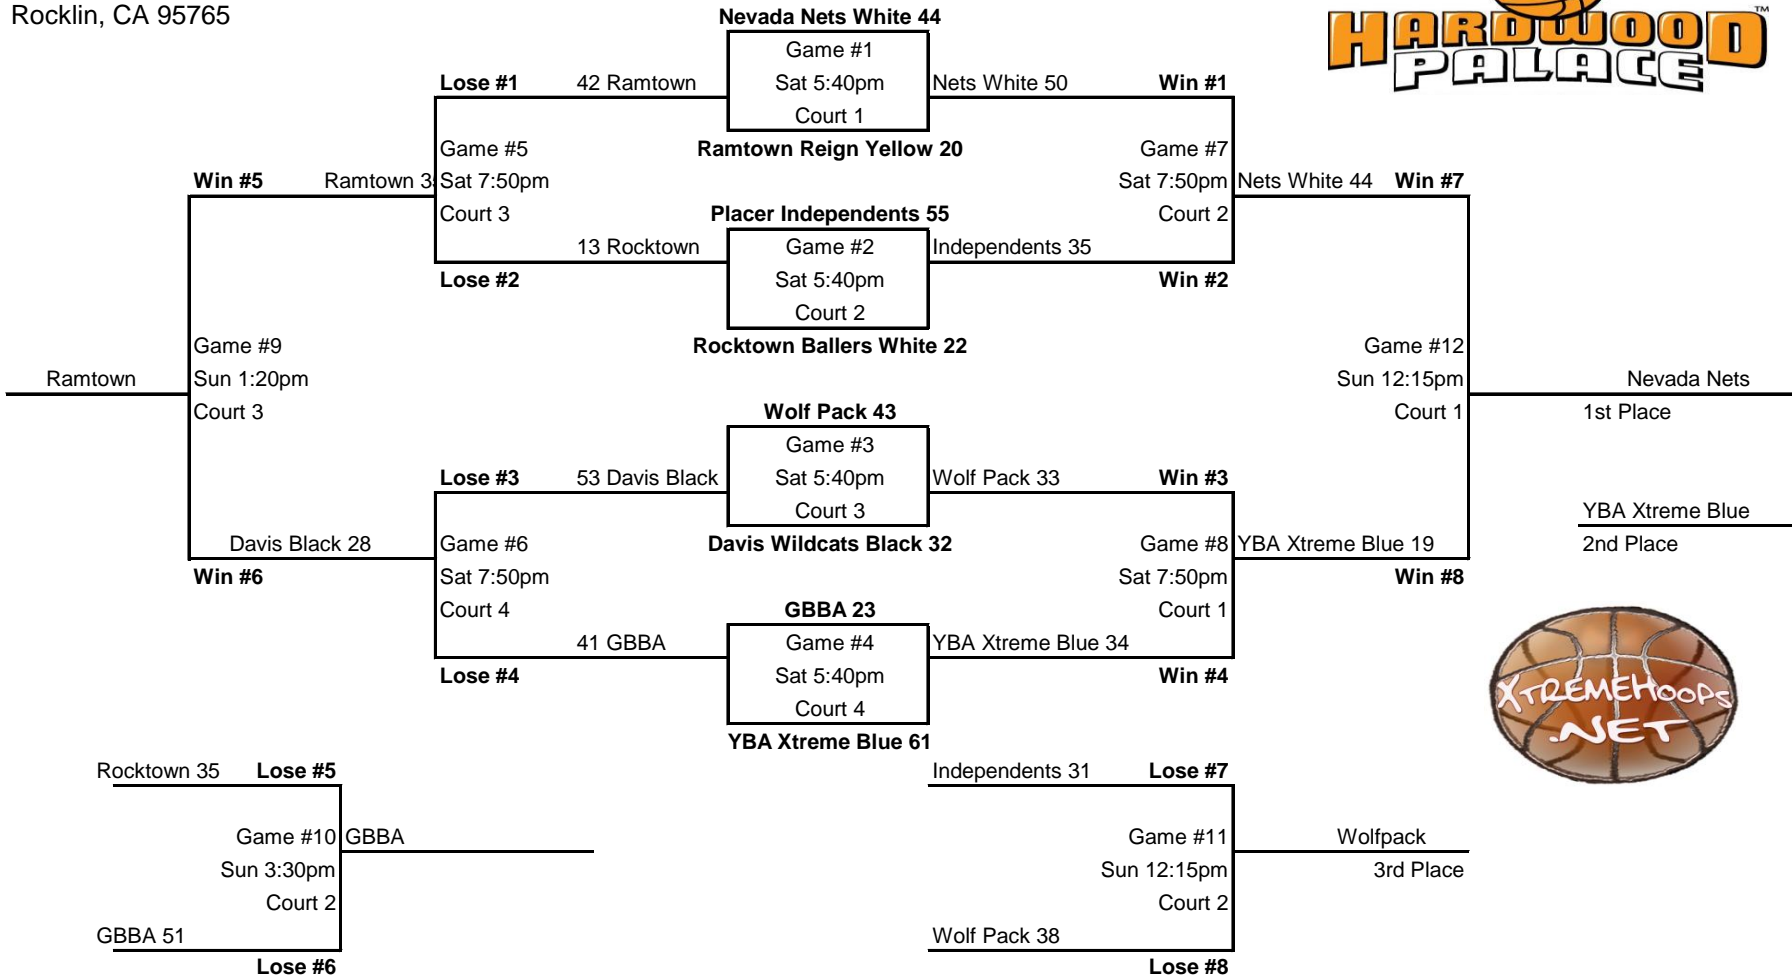 Rocklin, CA 95765
HARDWOOD
PALACE
TM
Nevada Nets White 44
Game #1
Lose #1 42 Ramtown Sat 5:40pm Nets White 50 Win #1
Court 1
Game #5 Ramtown Reign Yellow 20 Game #7
Win #5 Ramtown 3 Sat 7:50pm Sat 7:50pm Nets White 44 Win #7
Court 3 Placer Independents 55 Court 2
13 Rocktown Game #2 Independents 35
Lose #2 Sat 5:40pm Win #2
Court 2
Game #9 Rocktown Ballers White 22 Game #12
Ramtown Sun 1:20pm Sun 12:15pm Nevada Nets
Court 3 Wolf Pack 43 Court 1 1st Place
Game #3
Lose #3 53 Davis Black Sat 5:40pm Wolf Pack 33 Win #3
Court 3 YBA Xtreme Blue
Davis Black 28 Game #6 Davis Wildcats Black 32 Game #8 YBA Xtreme Blue 19 2nd Place
Win #6 Sat 7:50pm Sat 7:50pm Win #8
Court 4 GBBA 23 Court 1
41 GBBA Game #4 YBA Xtreme Blue 34
Lose #4 Sat 5:40pm Win #4
Court 4
YBA Xtreme Blue 61
XTREMEHOOPS
.NET
Rocktown 35 Lose #5 Independents 31 Lose #7
Game #10 GBBA Game #11 Wolfpack
Sun 3:30pm Sun 12:15pm 3rd Place
Court 2 Court 2
GBBA 51 Wolf Pack 38
Lose #6 Lose #8